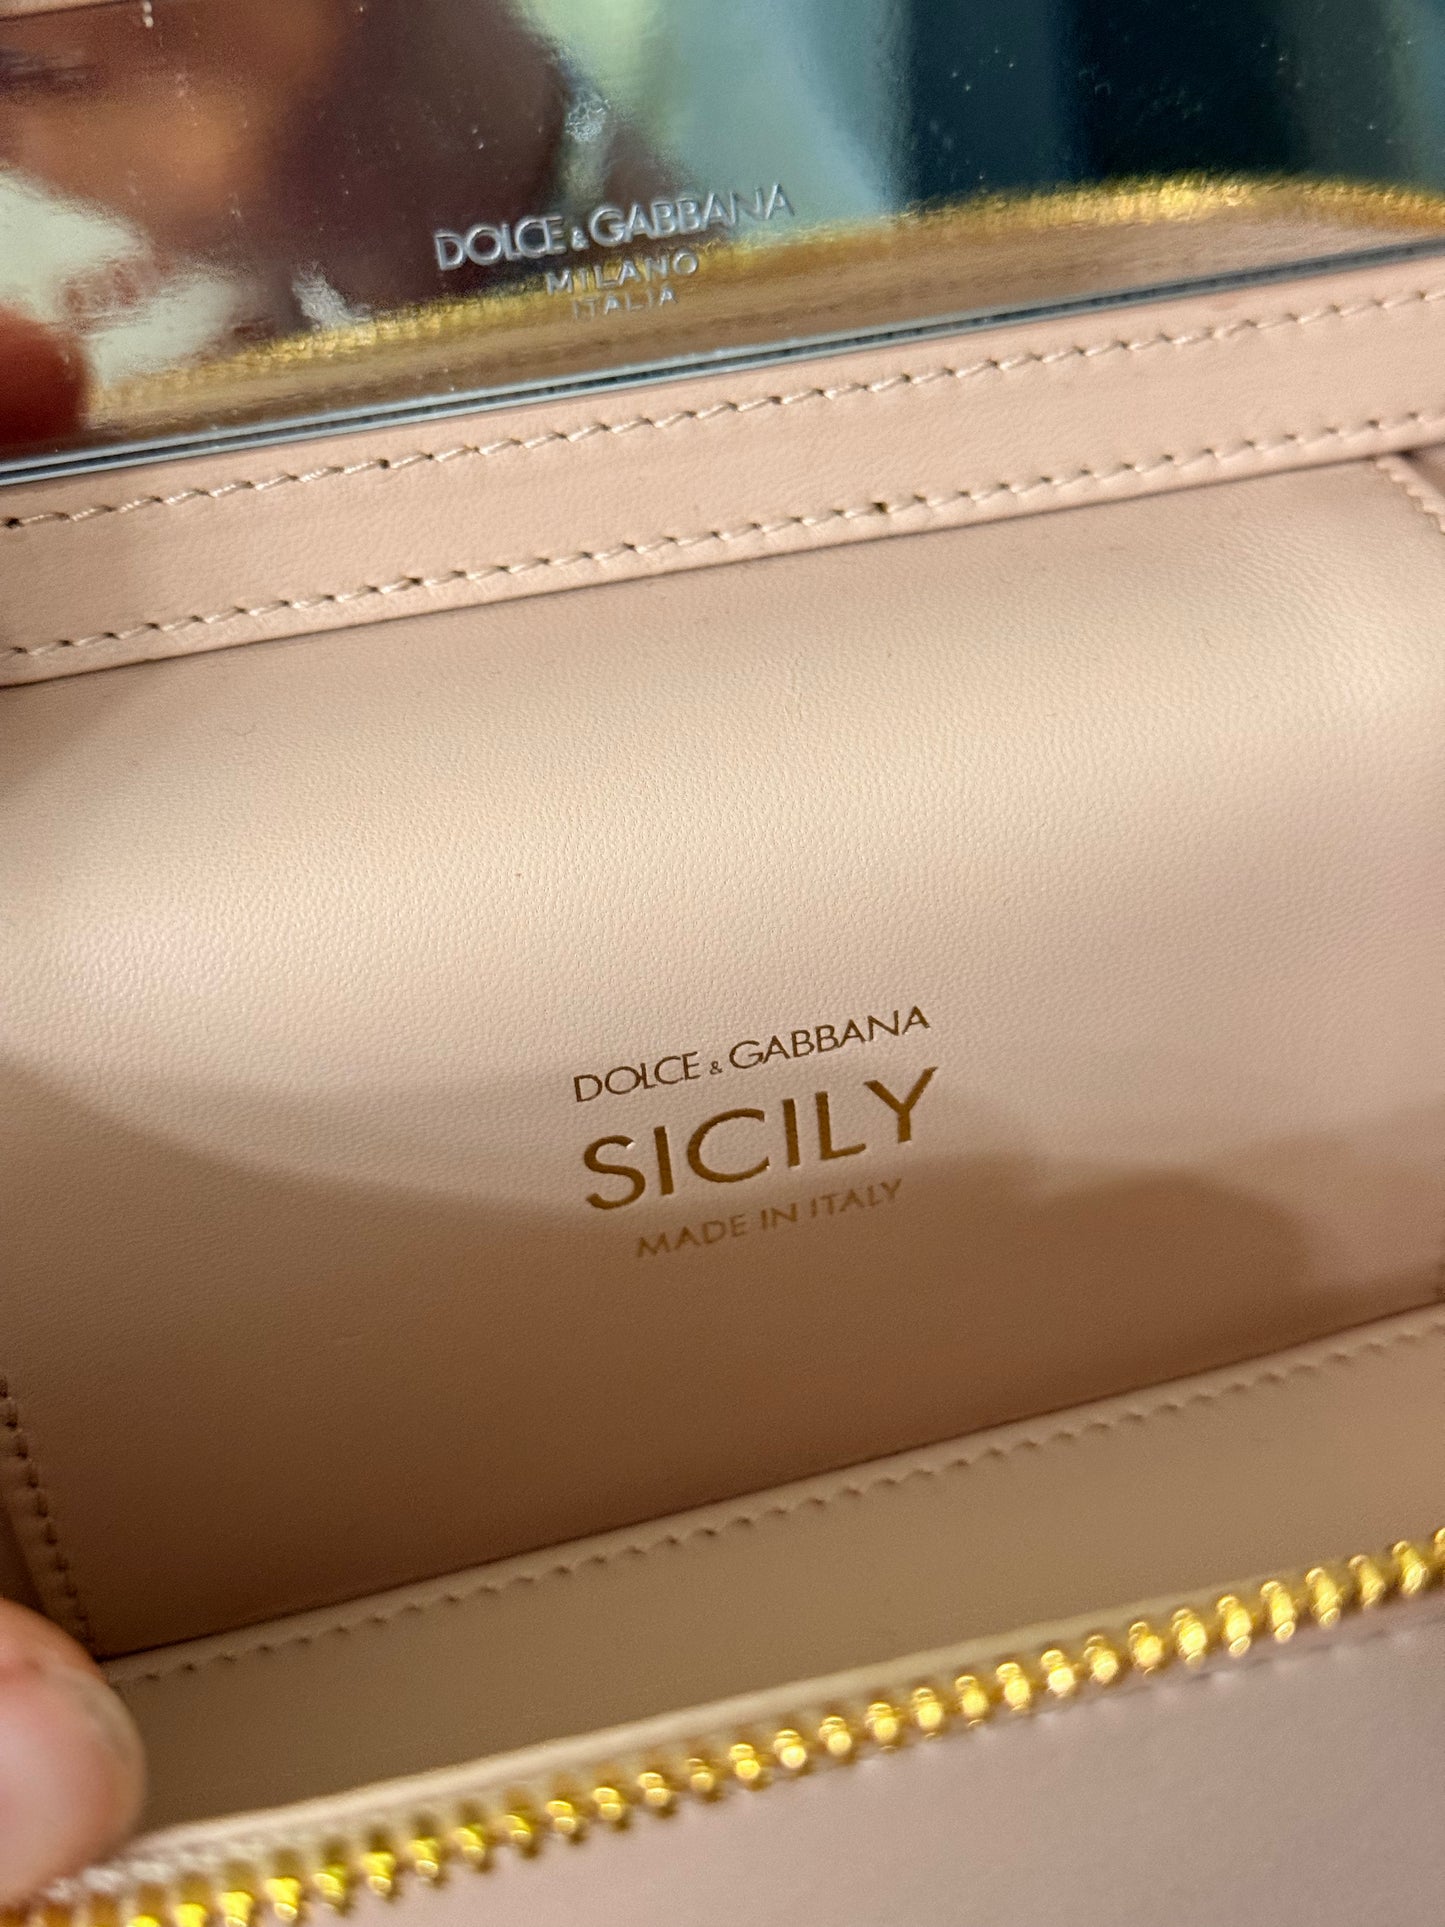 DOLCE & GABBANA
MILANO
ITALIA
DOLCE & GABBANA
SICILY
MADE IN ITALY